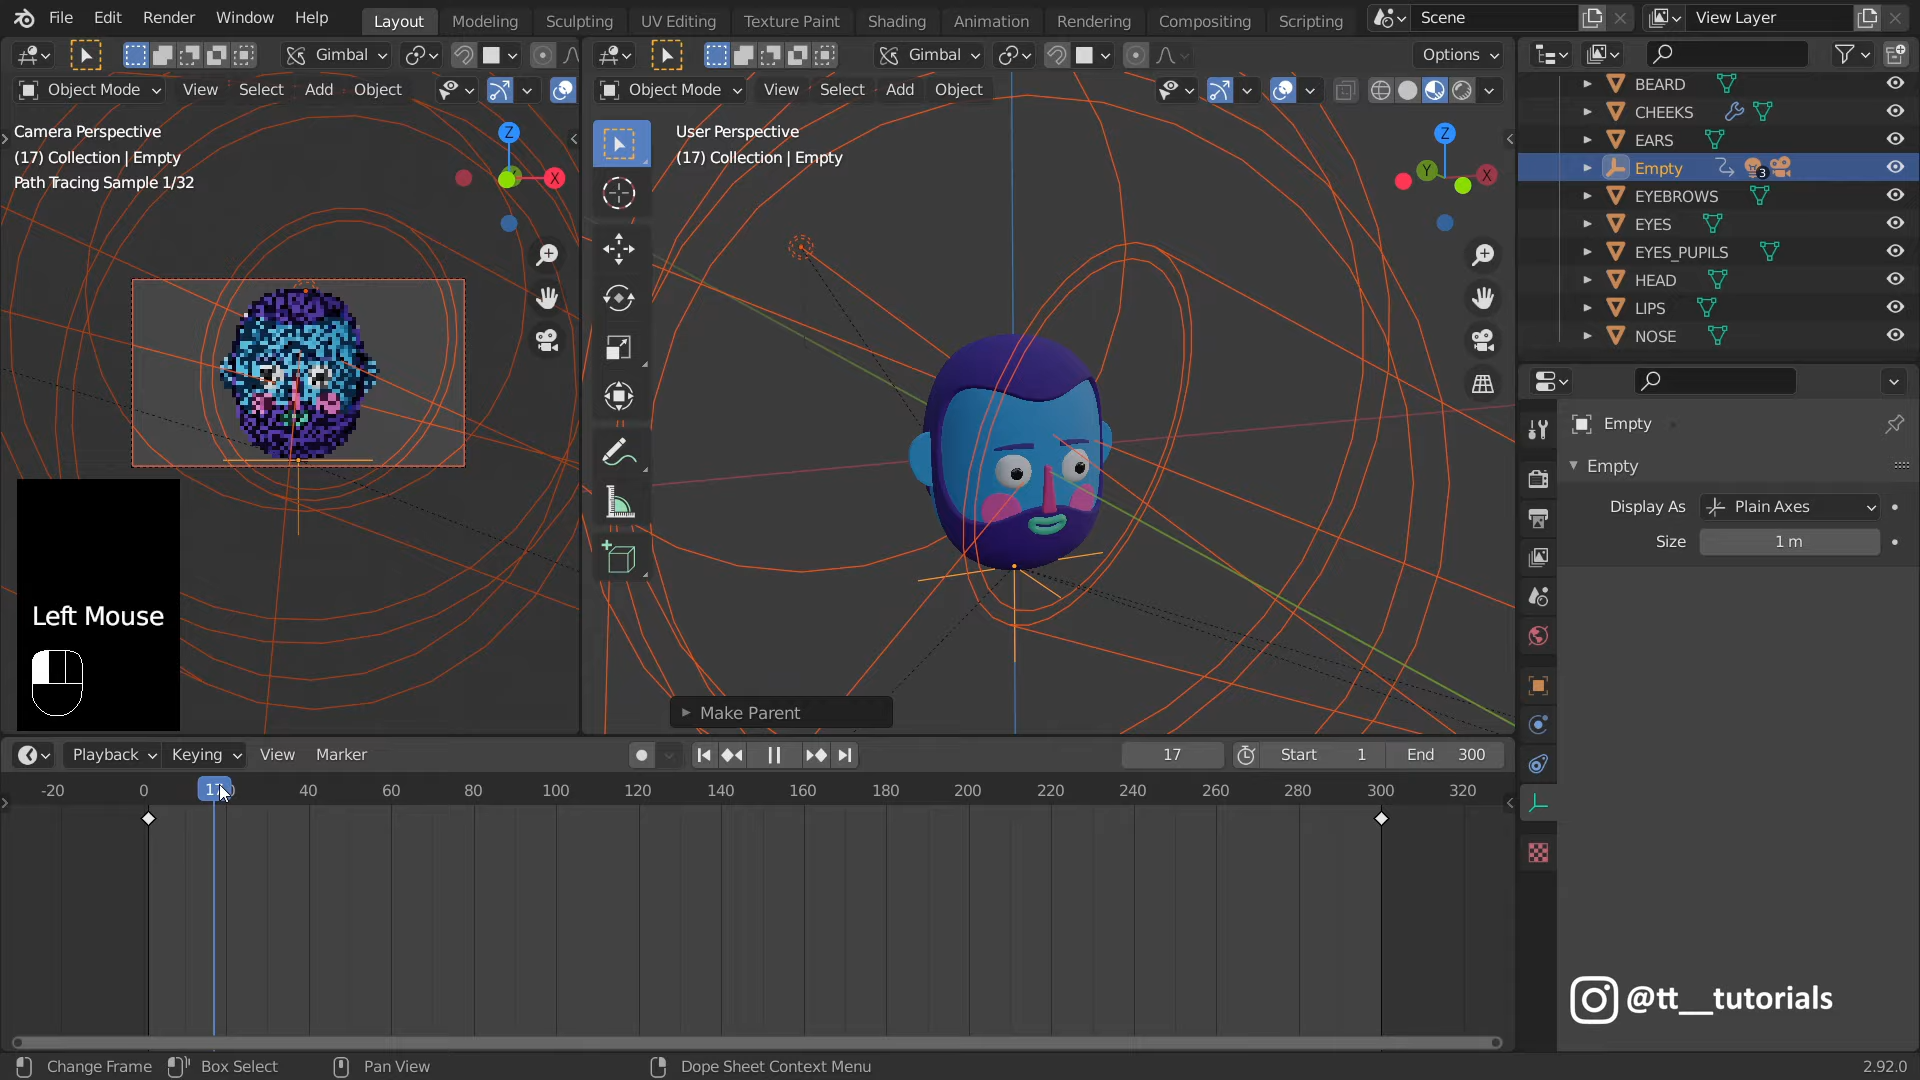 File Edit Render Window Help Layout Modeling Sculpting UV Editing Texture Paint Shading Animation Rendering Compositing Scripting Scene View Layer
Gimbal Gimbal Options
Object Mode View Select Add Object Object Mode View Select Add Object
Camera Perspective
(17) Collection | Empty
Path Tracing Sample 1/32
Z
X
User Perspective
(17) Collection | Empty
Z
Y
X
BEARD
CHEEKS
EARS
Empty 3
EYEBROWS
EYES
EYES_PUPILS
HEAD
LIPS
NOSE
Empty
Empty
Display As Plain Axes
Size 1 m
Left Mouse
Make Parent
Playback Keying View Marker 17 Start 1 End 300
-20 0 40 60 80 100 120 140 160 180 200 220 240 260 280 300 320
@tt__tutorials
Change Frame Box Select Pan View Dope Sheet Context Menu 2.92.0